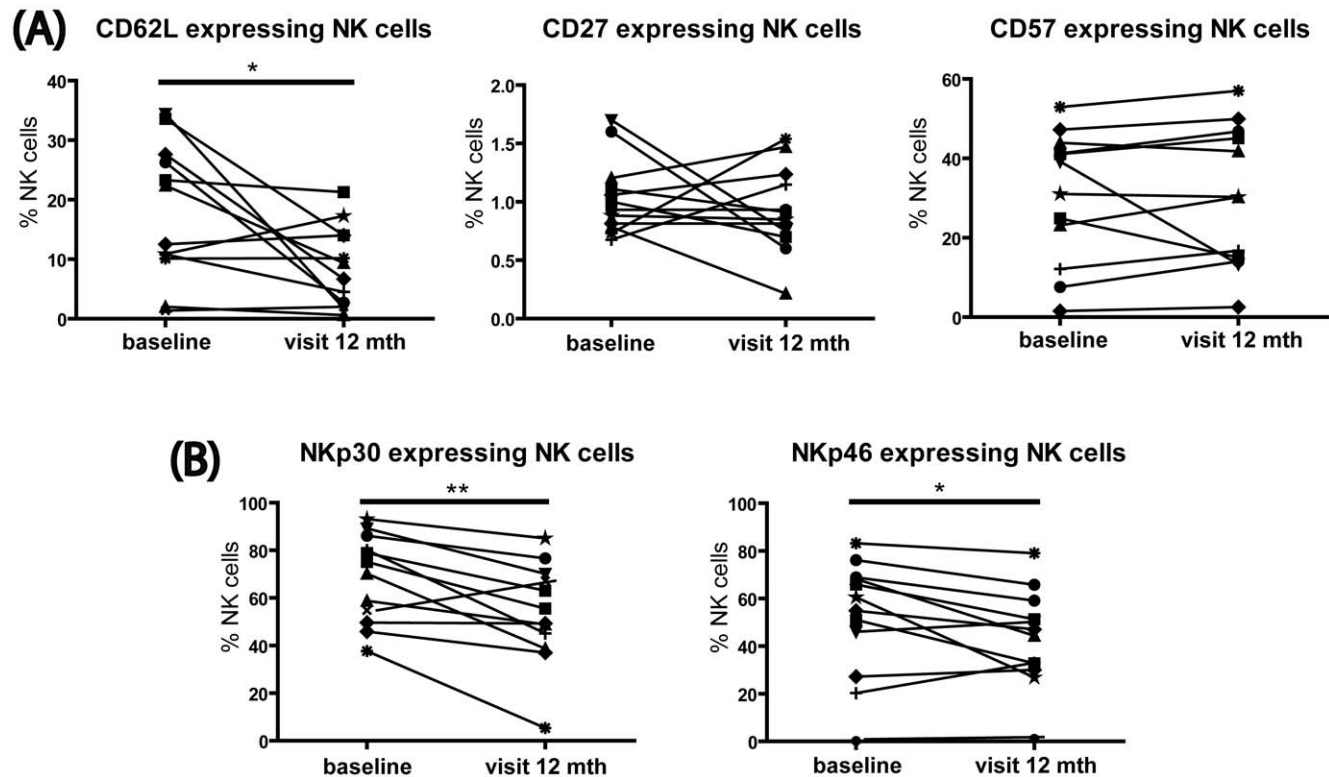 (A)
CD62L expressing NK cells
*
% NK cells
40
30
20
10
0
baseline visit 12 mth
CD27 expressing NK cells
% NK cells
2.0
1.5
1.0
0.5
0.0
baseline visit 12 mth
CD57 expressing NK cells
% NK cells
60
40
20
0
baseline visit 12 mth
(B)
NKp30 expressing NK cells
**
% NK cells
100
80
60
40
20
0
baseline visit 12 mth
NKp46 expressing NK cells
*
% NK cells
100
80
60
40
20
0
baseline visit 12 mth